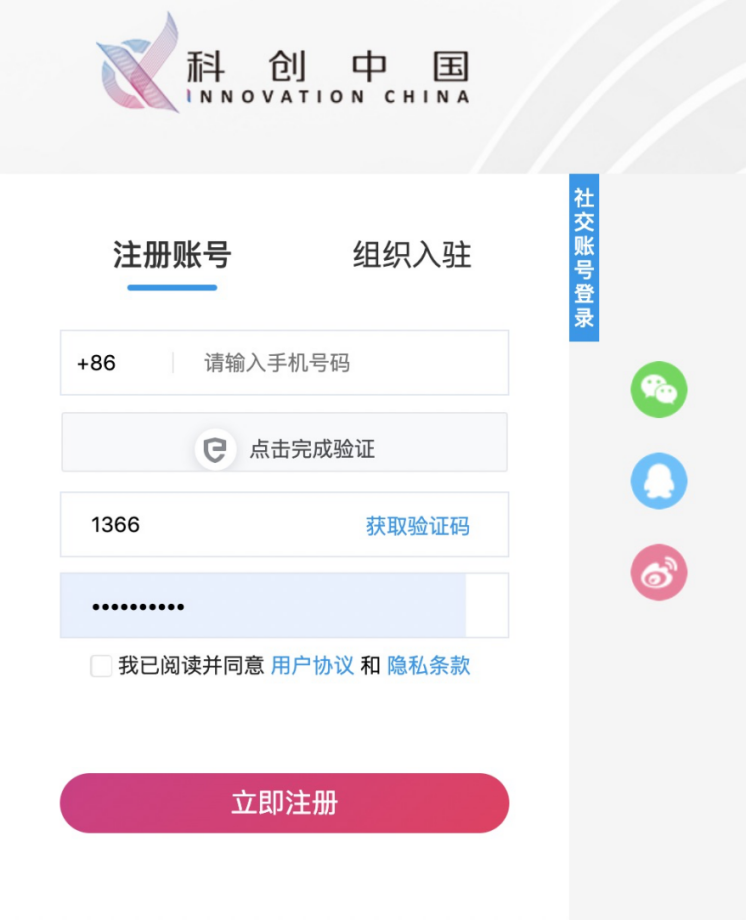 科创中国
INNOVATION CHINA
注册账号
组织入驻
社交账号登录
+86 请输入手机号码
点击完成验证
1366 获取验证码
••••••••••
我已阅读并同意 用户协议 和 隐私条款
立即注册